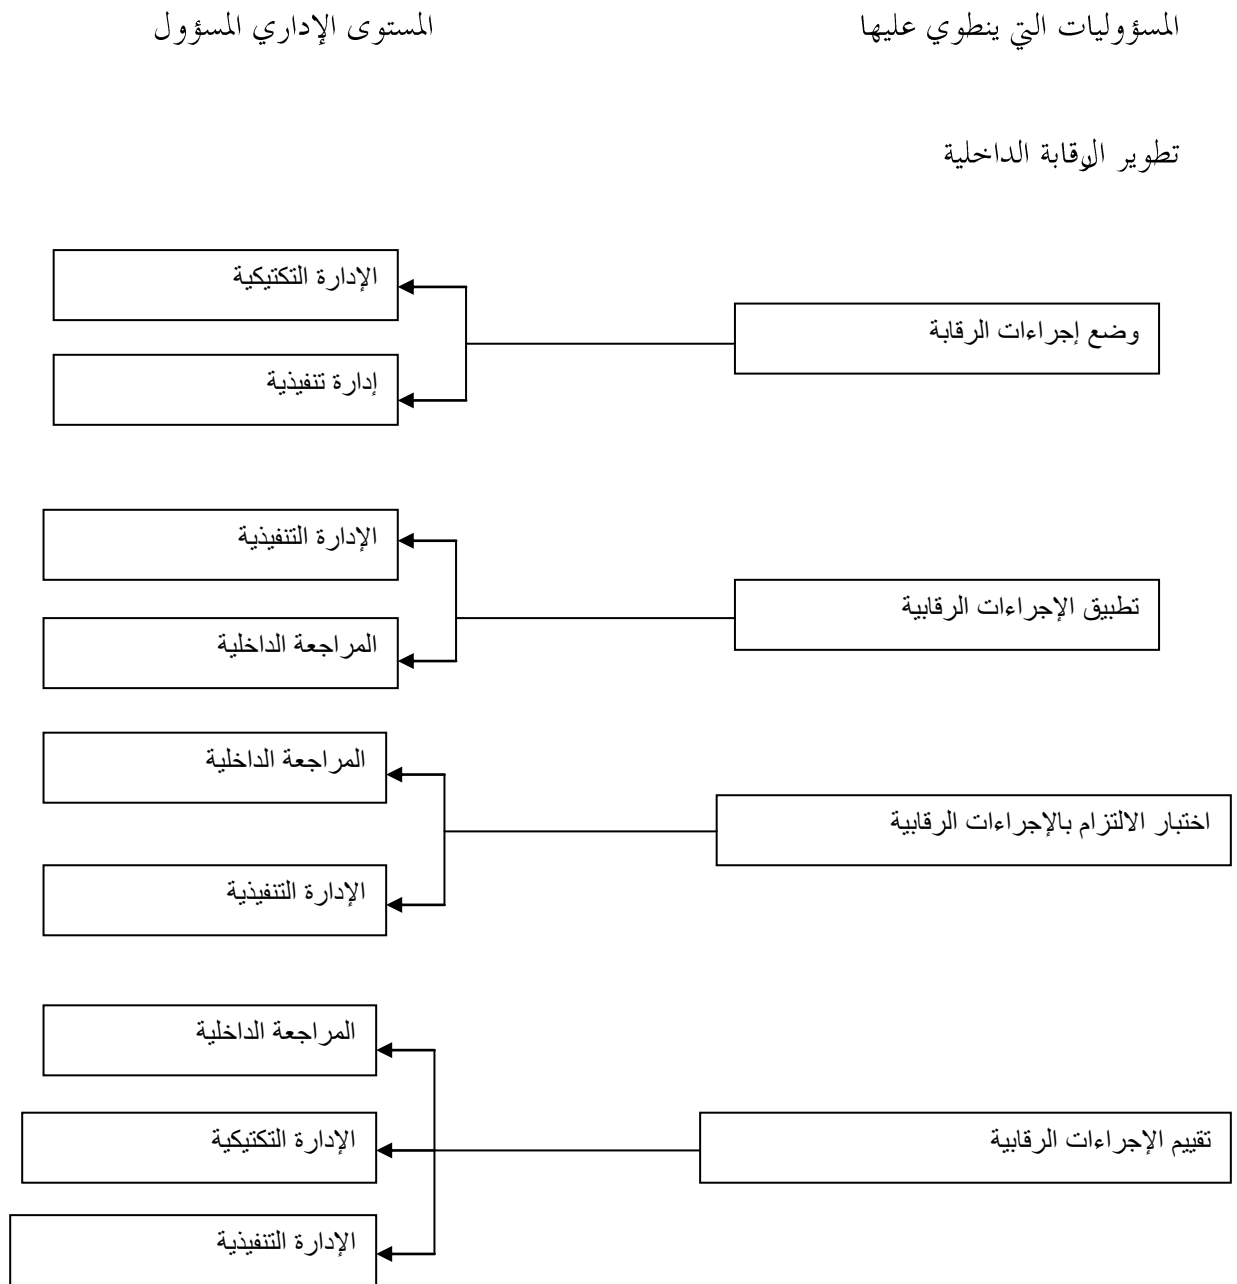 المسؤوليات التي ينطوي عليها
المستوى الإداري المسؤول
تطوير الرقابة الداخلية
وضع إجراءات الرقابة
الإدارة التكتيكية
إدارة تنفيذية
تطبيق الإجراءات الرقابية
الإدارة التنفيذية
المراجعة الداخلية
اختبار الالتزام بالإجراءات الرقابية
المراجعة الداخلية
الإدارة التنفيذية
تقييم الإجراءات الرقابية
المراجعة الداخلية
الإدارة التكتيكية
الإدارة التنفيذية